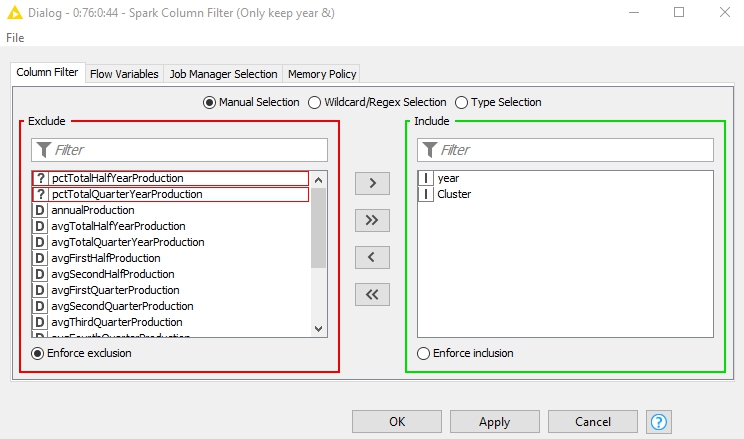 Dialog - 0:76:0:44 - Spark Column Filter (Only keep year &)
File
Column Filter Flow Variables Job Manager Selection Memory Policy
Manual Selection Wildcard/Regex Selection Type Selection
Exclude
Filter
? pctTotalHalfYearProduction
? pctTotalQuarterYearProduction
D annualProduction
D avgTotalHalfYearProduction
D avgTotalQuarterYearProduction
D avgFirstHalfProduction
D avgSecondHalfProduction
D avgFirstQuarterProduction
D avgSecondQuarterProduction
D avgThirdQuarterProduction
D avgFourthQuarterProduction
Enforce exclusion
>
>>
<
<<
Include
Filter
I year
I Cluster
Enforce inclusion
OK Apply Cancel ?